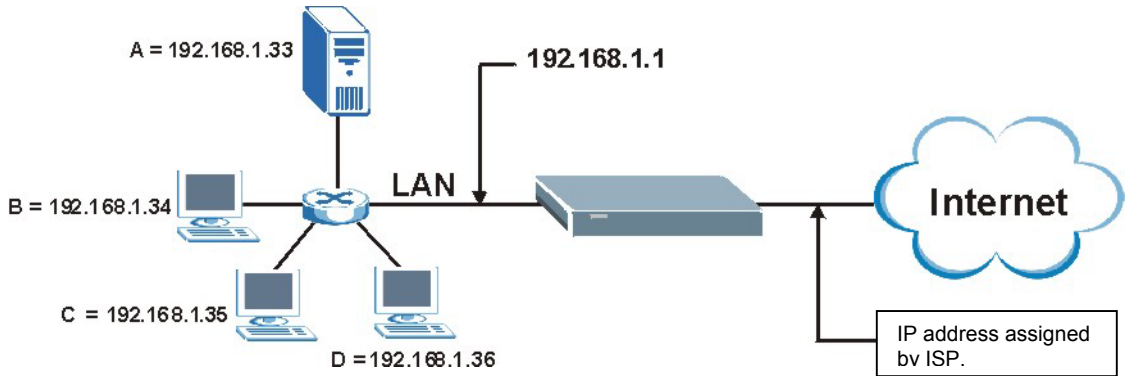 A = 192.168.1.33
192.168.1.1
LAN
B = 192.168.1.34
Internet
C = 192.168.1.35
D =192.168.1.36
IP address assigned
by ISP.